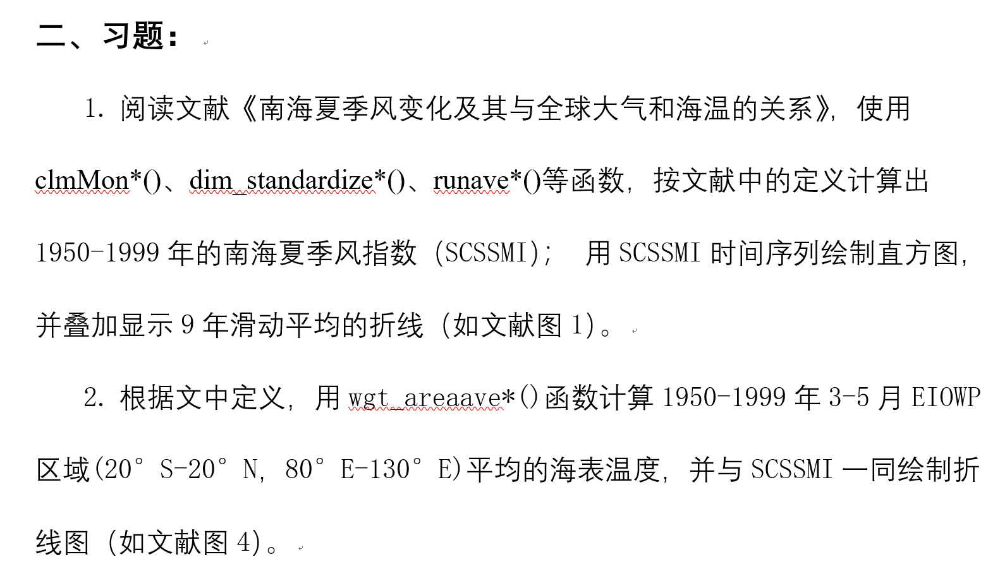 二、习题：
1. 阅读文献《南海夏季风变化及其与全球大气和海温的关系》，使用
clmMon*()、dim_standardize*()、runave*()等函数，按文献中的定义计算出
1950-1999 年的南海夏季风指数（SCSSMI）； 用 SCSSMI 时间序列绘制直方图，
并叠加显示 9 年滑动平均的折线（如文献图 1）。
2. 根据文中定义，用 wgt_areaave*()函数计算 1950-1999 年 3-5 月 EIOWP
区域(20°S-20°N，80°E-130°E)平均的海表温度，并与 SCSSMI 一同绘制折
线图（如文献图 4）。